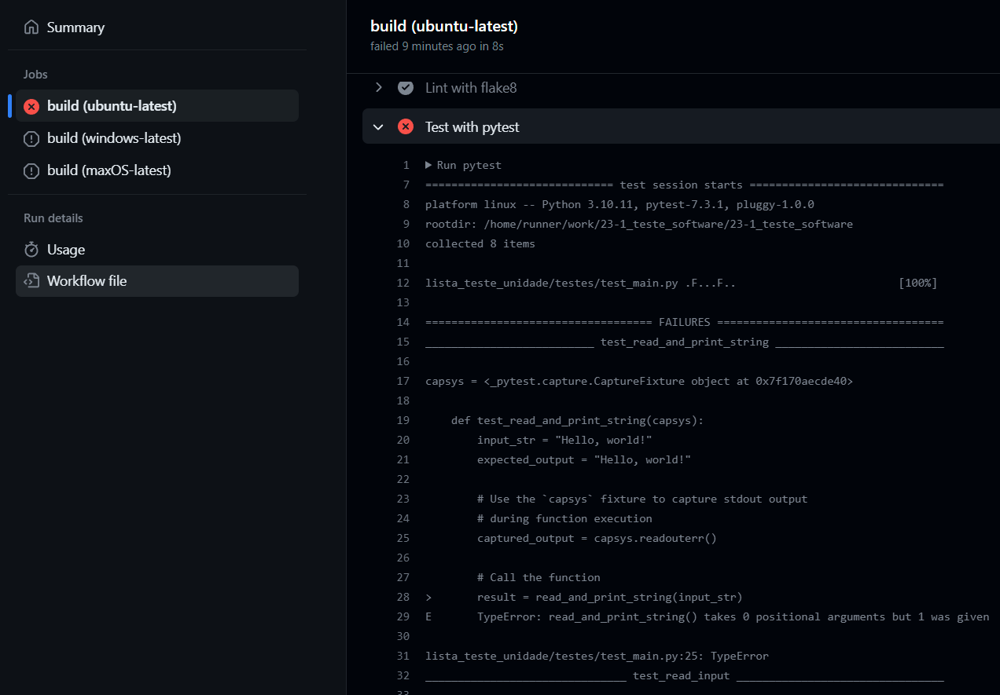 Summary
Jobs
build (ubuntu-latest)
build (windows-latest)
build (maxOS-latest)
Run details
Usage
Workflow file
build (ubuntu-latest)
failed 9 minutes ago in 8s
Lint with flake8
Test with pytest
1 ▶ Run pytest
7 ============================= test session starts ==============================
8 platform linux -- Python 3.10.11, pytest-7.3.1, pluggy-1.0.0
9 rootdir: /home/runner/work/23-1_teste_software/23-1_teste_software
10 collected 8 items
11
12 lista_teste_unidade/testes/test_main.py .F...F.. [100%]
13
14 =================================== FAILURES ===================================
15 __________________________ test_read_and_print_string __________________________
16
17 capsys = <_pytest.capture.CaptureFixture object at 0x7f170aecde40>
18
19     def test_read_and_print_string(capsys):
20         input_str = "Hello, world!"
21         expected_output = "Hello, world!"
22
23         # Use the `capsys` fixture to capture stdout output
24         # during function execution
25         captured_output = capsys.readouterr()
26
27         # Call the function
28 >       result = read_and_print_string(input_str)
29 E       TypeError: read_and_print_string() takes 0 positional arguments but 1 was given
30
31 lista_teste_unidade/testes/test_main.py:25: TypeError
32 _______________________________ test_read_input ________________________________
33